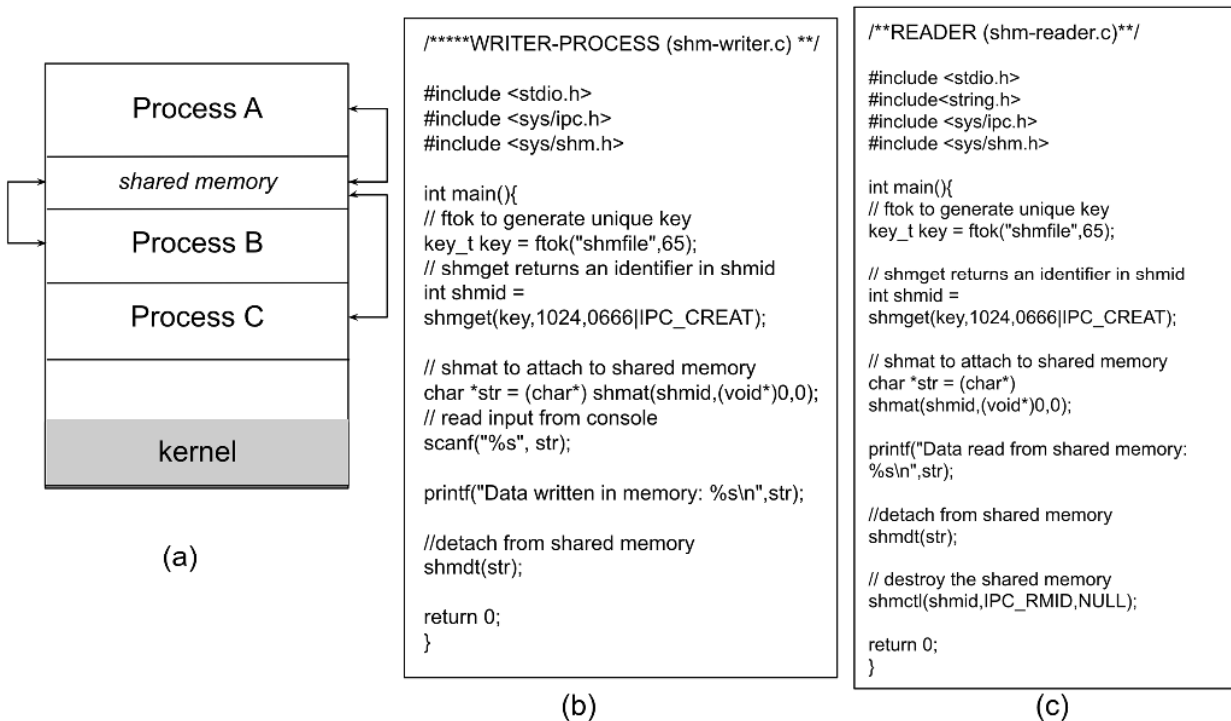 Process A
shared memory
Process B
Process C
kernel
(a)
/*****WRITER-PROCESS (shm-writer.c) **/
#include <stdio.h>
#include <sys/ipc.h>
#include <sys/shm.h>
int main(){
// ftok to generate unique key
key_t key = ftok("shmfile",65);
// shmget returns an identifier in shmid
int shmid =
shmget(key,1024,0666|IPC_CREAT);
// shmat to attach to shared memory
char *str = (char*) shmat(shmid,(void*)0,0);
// read input from console
scanf("%s", str);
printf("Data written in memory: %s\n",str);
//detach from shared memory
shmdt(str);
return 0;
}
(b)
/**READER (shm-reader.c)**/
#include <stdio.h>
#include<string.h>
#include <sys/ipc.h>
#include <sys/shm.h>
int main(){
// ftok to generate unique key
key_t key = ftok("shmfile",65);
// shmget returns an identifier in shmid
int shmid =
shmget(key,1024,0666|IPC_CREAT);
// shmat to attach to shared memory
char *str = (char*)
shmat(shmid,(void*)0,0);
printf("Data read from shared memory:
%s\n",str);
//detach from shared memory
shmdt(str);
// destroy the shared memory
shmctl(shmid,IPC_RMID,NULL);
return 0;
}
(c)